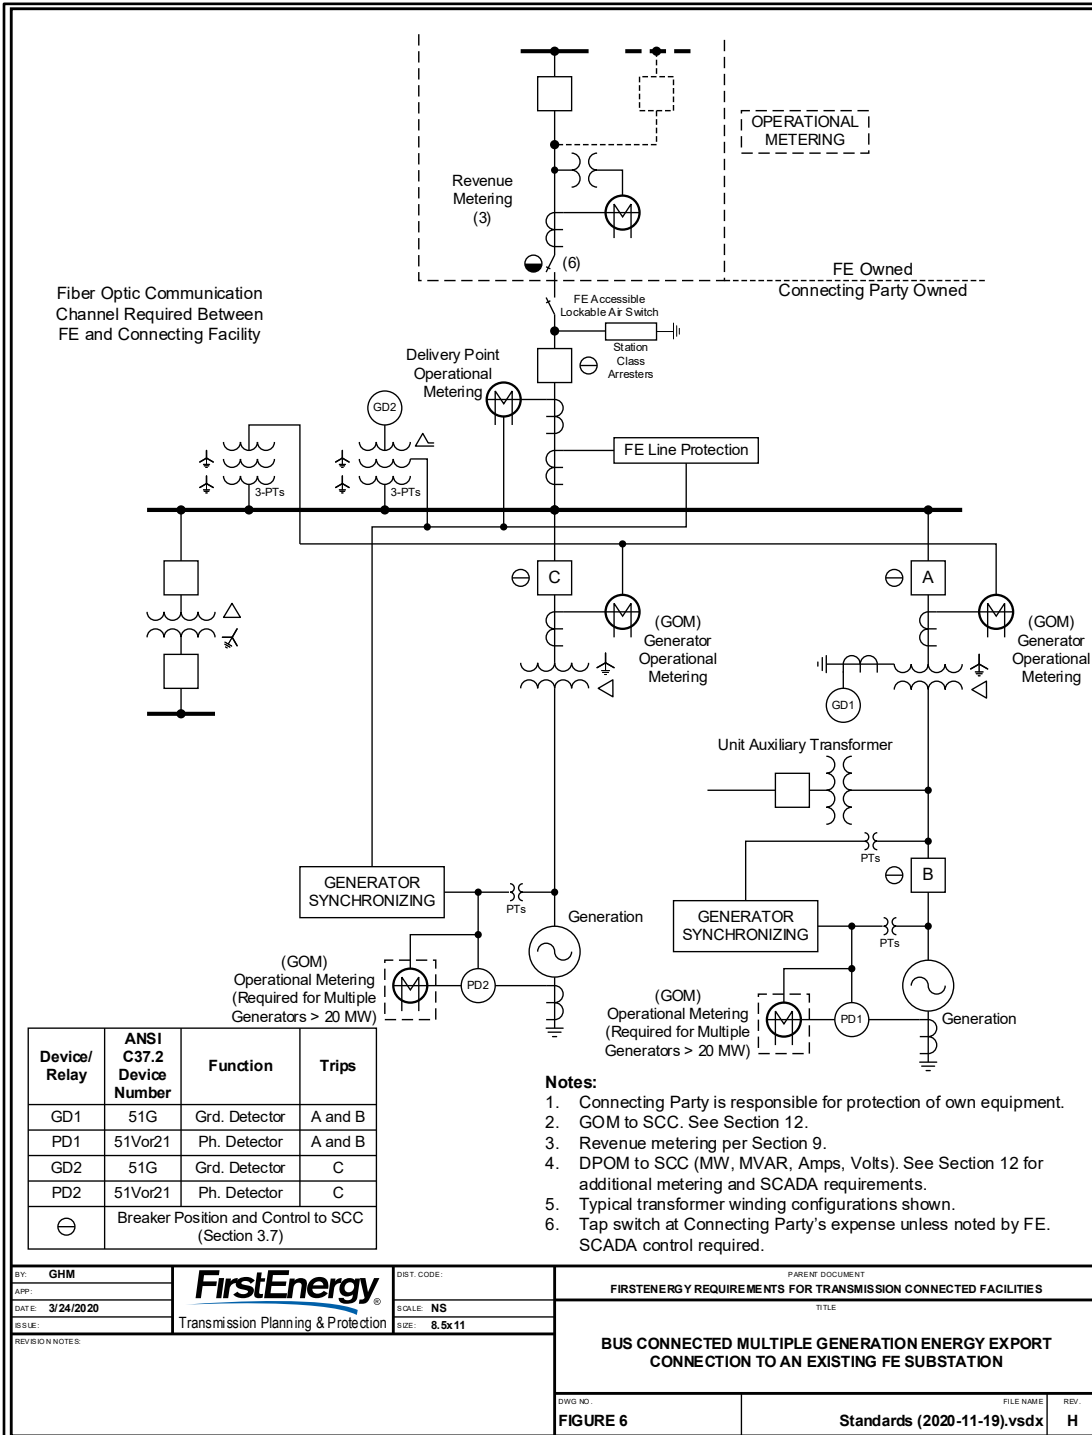 OPERATIONAL
METERING
Revenue
Metering
(3)
(6)
FE Owned
Connecting Party Owned
Fiber Optic Communication
Channel Required Between
FE and Connecting Facility
FE Accessible
Lockable Air Switch
Station
Class
Arresters
Delivery Point
Operational
Metering
GD2
FE Line Protection
3-PTs
3-PTs
C
A
(GOM)
Generator
Operational
Metering
(GOM)
Generator
Operational
Metering
GD1
Unit Auxiliary Transformer
PTs
B
GENERATOR
SYNCHRONIZING
PTs
Generation
GENERATOR
SYNCHRONIZING
PTs
(GOM)
Operational Metering
(Required for Multiple
Generators > 20 MW)
PD2
(GOM)
Operational Metering
(Required for Multiple
Generators > 20 MW)
PD1
Generation
Device/
Relay
ANSI
C37.2
Device
Number
Function
Trips
GD1 51G Grd. Detector A and B
PD1 51Vor21 Ph. Detector A and B
GD2 51G Grd. Detector C
PD2 51Vor21 Ph. Detector C
Breaker Position and Control to SCC
(Section 3.7)
Notes:
1. Connecting Party is responsible for protection of own equipment.
2. GOM to SCC. See Section 12.
3. Revenue metering per Section 9.
4. DPOM to SCC (MW, MVAR, Amps, Volts). See Section 12 for
additional metering and SCADA requirements.
5. Typical transformer winding configurations shown.
6. Tap switch at Connecting Party's expense unless noted by FE.
SCADA control required.
BY: GHM
APP:
DATE: 3/24/2020
ISSUE:
REVISION NOTES:
FirstEnergy®
Transmission Planning & Protection
DIST. CODE:
SCALE: NS
SIZE: 8.5x11
PARENT DOCUMENT
FIRSTENERGY REQUIREMENTS FOR TRANSMISSION CONNECTED FACILITIES
TITLE
BUS CONNECTED MULTIPLE GENERATION ENERGY EXPORT
CONNECTION TO AN EXISTING FE SUBSTATION
DWG NO.
FIGURE 6
FILE NAME
Standards (2020-11-19).vsdx
REV.
H